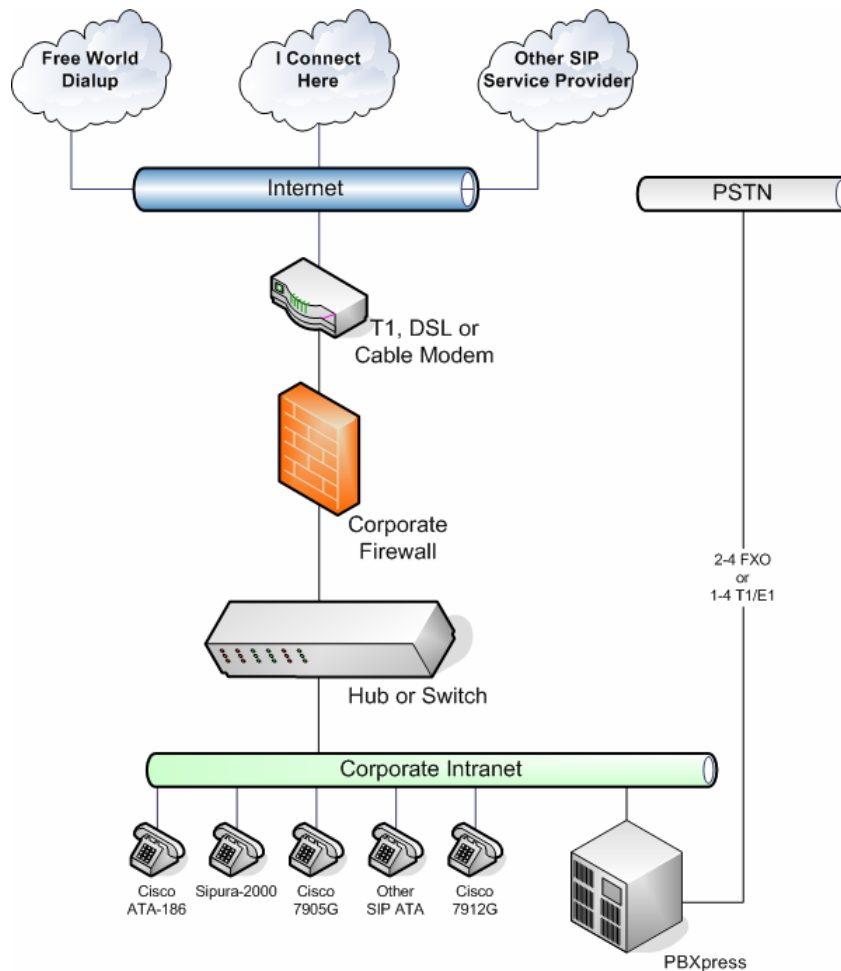 Free World
Dialup
I Connect
Here
Other SIP
Service Provider
Internet
PSTN
T1, DSL or
Cable Modem
Corporate
Firewall
2-4 FXO
or
1-4 T1/E1
Hub or Switch
Corporate Intranet
Cisco
ATA-186
Sipura-2000
Cisco
7905G
Other
SIP ATA
Cisco
7912G
PBXpress